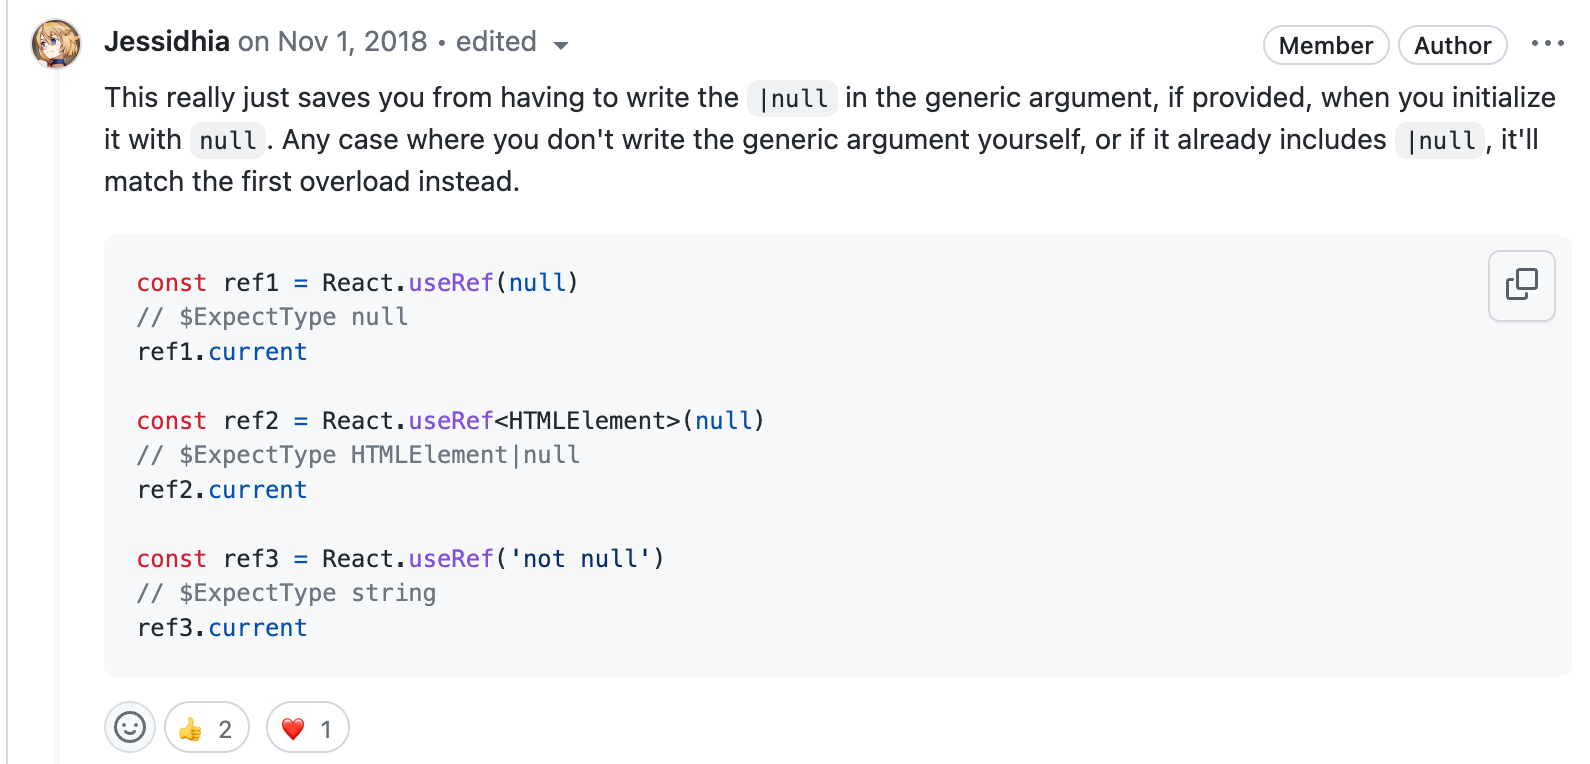 Jessidhia on Nov 1, 2018 • edited
Member Author
This really just saves you from having to write the |null in the generic argument, if provided, when you initialize
it with null. Any case where you don't write the generic argument yourself, or if it already includes |null, it'll
match the first overload instead.
const ref1 = React.useRef(null)
// $ExpectType null
ref1.current
const ref2 = React.useRef<HTMLElement>(null)
// $ExpectType HTMLElement|null
ref2.current
const ref3 = React.useRef('not null')
// $ExpectType string
ref3.current
👍 2 ❤️ 1